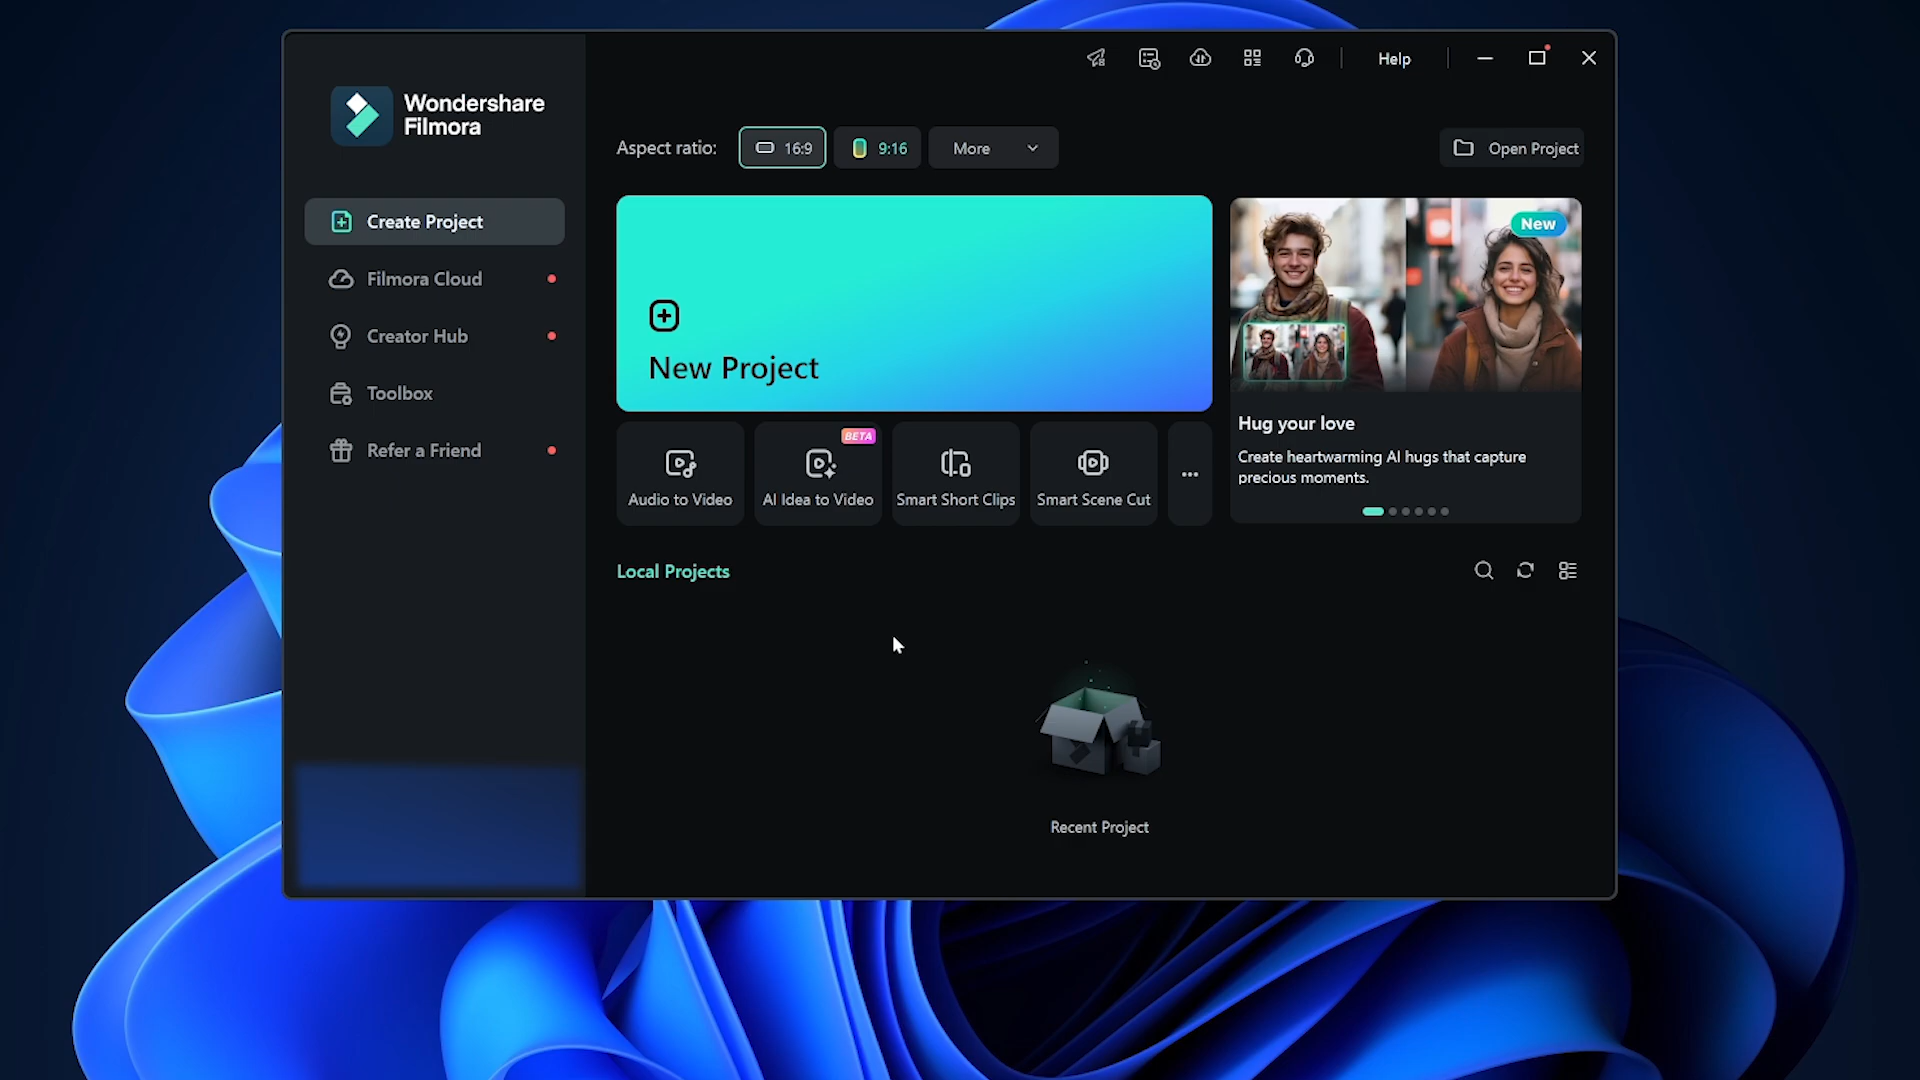 Wondershare
Filmora
Help
Aspect ratio:
16:9
9:16
More
Open Project
Create Project
Filmora Cloud
Creator Hub
Toolbox
Refer a Friend
New Project
New
Hug your love
Create heartwarming AI hugs that capture
precious moments.
BETA
Audio to Video
AI Idea to Video
Smart Short Clips
Smart Scene Cut
...
Local Projects
Recent Project